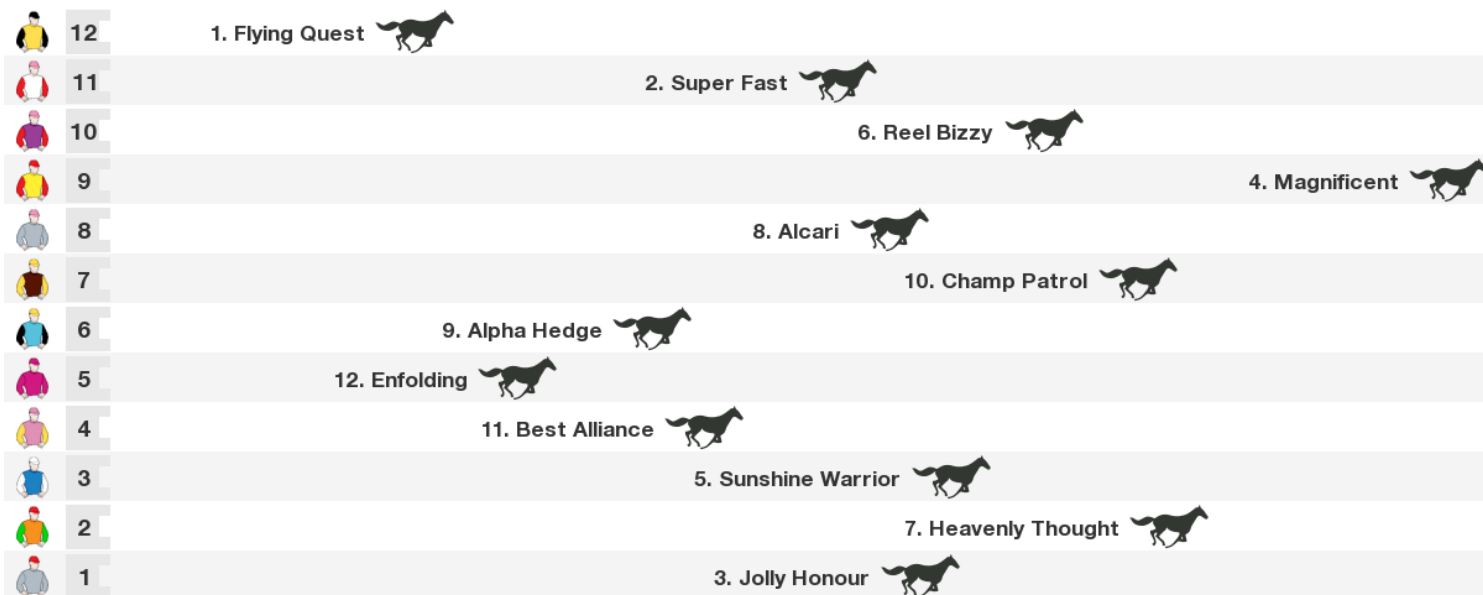 12 1. Flying Quest
11 2. Super Fast
10 6. Reel Bizzy
9 4. Magnificent
8 8. Alcari
7 10. Champ Patrol
6 9. Alpha Hedge
5 12. Enfolding
4 11. Best Alliance
3 5. Sunshine Warrior
2 7. Heavenly Thought
1 3. Jolly Honour